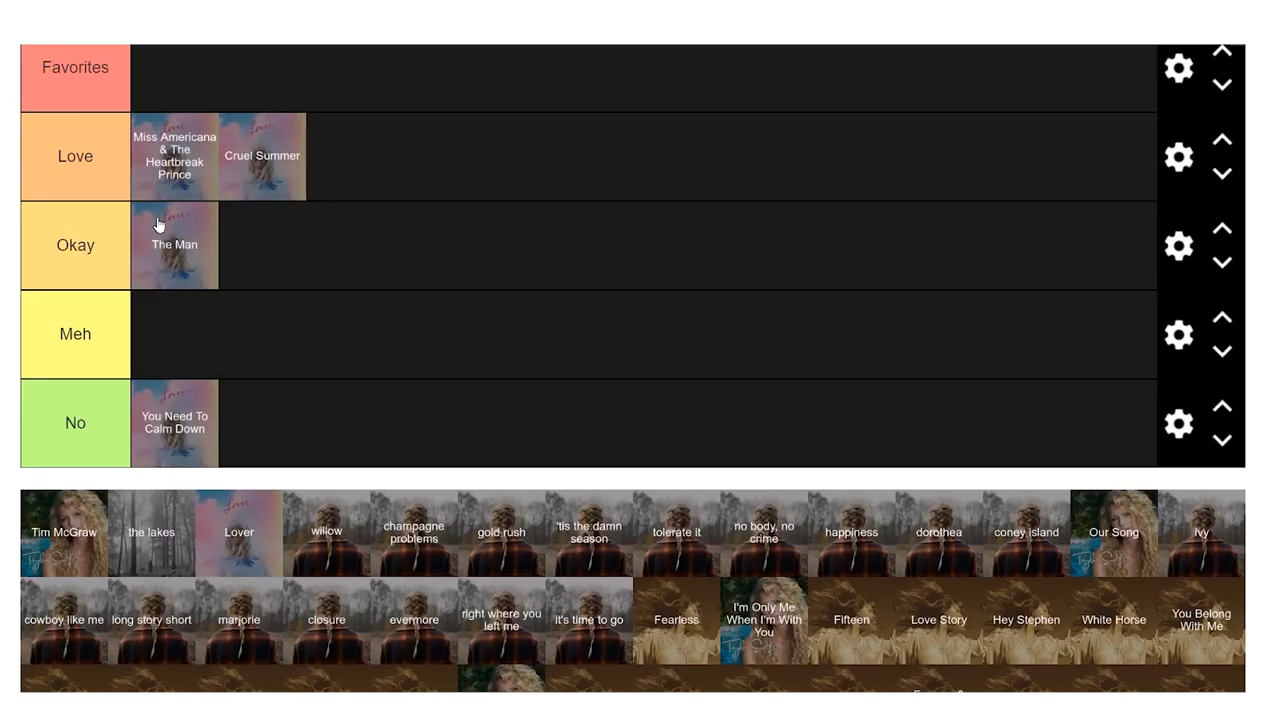 Favorites
Love
Miss Americana
& The
Heartbreak
Prince
Cruel Summer
Okay
The Man
Meh
No
You Need To
Calm Down
Tim McGraw
the lakes
Lover
willow
champagne
problems
gold rush
'tis the damn
season
tolerate it
no body, no
crime
happiness
dorothea
coney island
Our Song
ivy
cowboy like me
long story short
marjorie
closure
evermore
right where you
left me
it's time to go
Fearless
I'm Only Me
When I'm With
You
Fifteen
Love Story
Hey Stephen
White Horse
You Belong
With Me